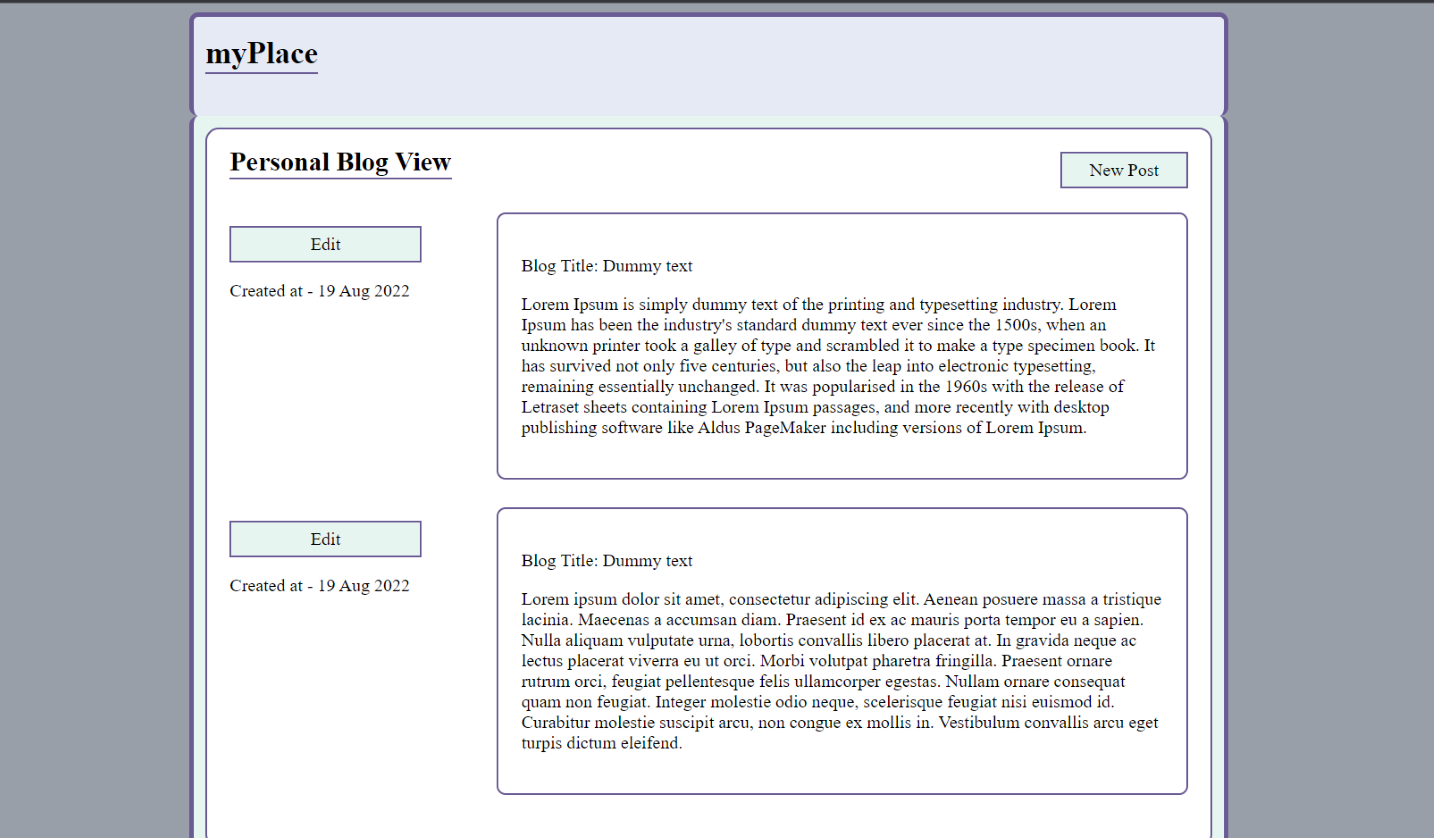 myPlace
Personal Blog View
New Post
Edit
Created at - 19 Aug 2022
Blog Title: Dummy text
Lorem Ipsum is simply dummy text of the printing and typesetting industry. Lorem
Ipsum has been the industry's standard dummy text ever since the 1500s, when an
unknown printer took a galley of type and scrambled it to make a type specimen book. It
has survived not only five centuries, but also the leap into electronic typesetting,
remaining essentially unchanged. It was popularised in the 1960s with the release of
Letraset sheets containing Lorem Ipsum passages, and more recently with desktop
publishing software like Aldus PageMaker including versions of Lorem Ipsum.
Edit
Created at - 19 Aug 2022
Blog Title: Dummy text
Lorem ipsum dolor sit amet, consectetur adipiscing elit. Aenean posuere massa a tristique
lacinia. Maecenas a accumsan diam. Praesent id ex ac mauris porta tempor eu a sapien.
Nulla aliquam vulputate urna, lobortis convallis libero placerat at. In gravida neque ac
lectus placerat viverra eu ut orci. Morbi volutpat pharetra fringilla. Praesent ornare
rutrum orci, feugiat pellentesque felis ullamcorper egestas. Nullam ornare consequat
quam non feugiat. Integer molestie odio neque, scelerisque feugiat nisi euismod id.
Curabitur molestie suscipit arcu, non congue ex mollis in. Vestibulum convallis arcu eget
turpis dictum eleifend.